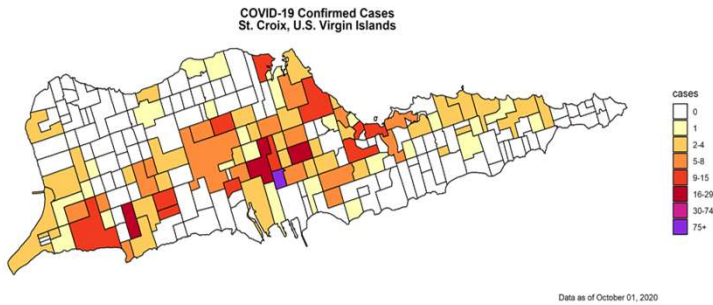 COVID-19 Confirmed Cases
St. Croix, U.S. Virgin Islands
cases
0
1
2-4
5-8
9-15
16-29
30-74
75+
Data as of October 01, 2020